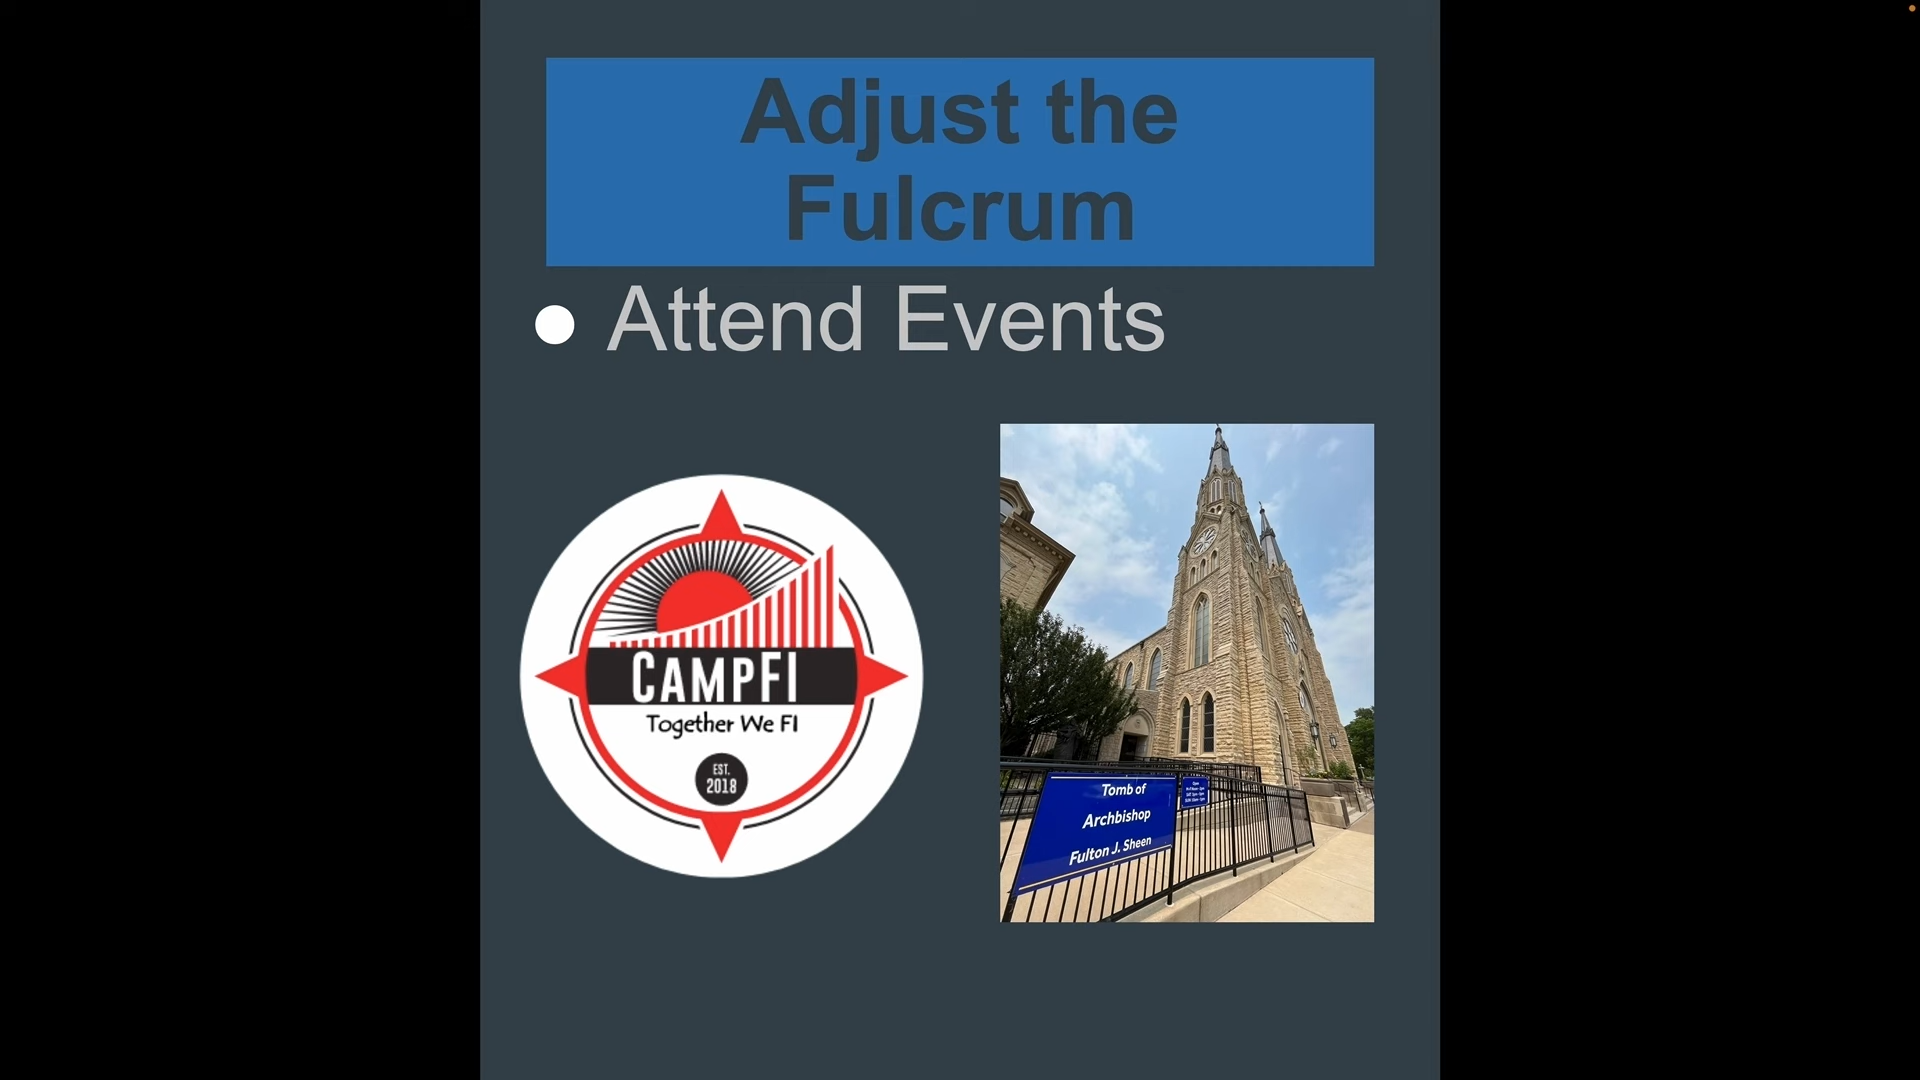 Adjust the
Fulcrum
Attend Events
CAMPFI
Together We FI
EST.
2018
Tomb of
Archbishop
Fulton J. Sheen